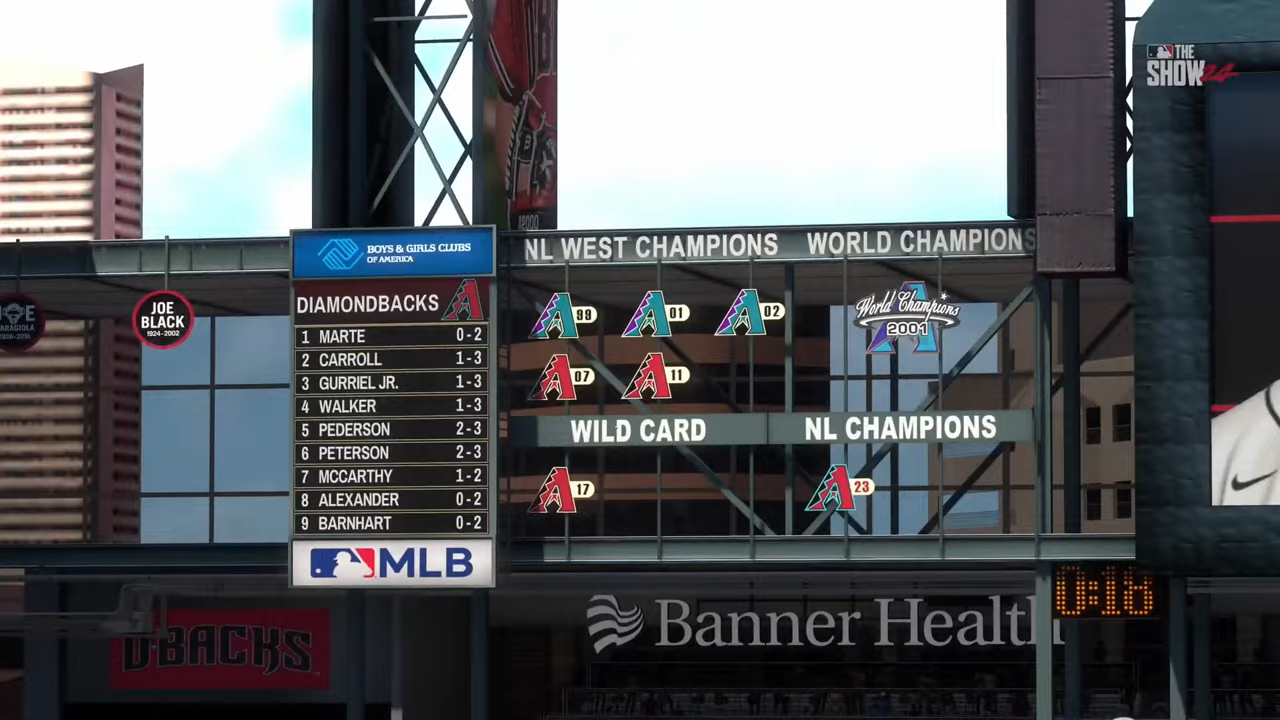 THE
SHOW 24
NL WEST CHAMPIONS
WORLD CHAMPIONS
BOYS & GIRLS CLUBS
OF AMERICA
JOE
BLACK
1924-2002
DIAMONDBACKS
1 MARTE 0-2
2 CARROLL 1-3
3 GURRIEL JR. 1-3
4 WALKER 1-3
5 PEDERSON 2-3
6 PETERSON 2-3
7 MCCARTHY 1-2
8 ALEXANDER 0-2
9 BARNHART 0-2
MLB
99
01
02
World Champions
2001
07
11
WILD CARD
NL CHAMPIONS
17
23
D-BACKS
Banner Health